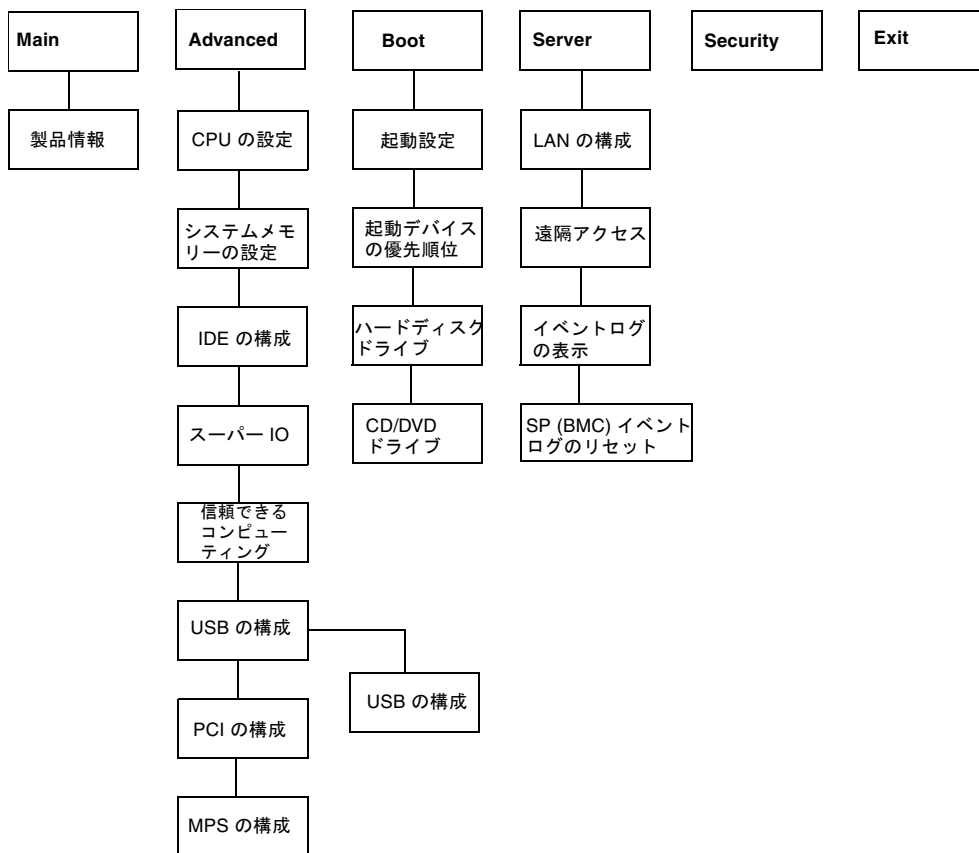 Main
Advanced
Boot
Server
Security
Exit
製品情報
CPU の設定
起動設定
LAN の構成
システムメモ
リーの設定
起動デバイス
の優先順位
遠隔アクセス
IDE の構成
ハードディスク
ドライブ
イベントログ
の表示
スーパー IO
CD/DVD
ドライブ
SP (BMC) イベント
ログのリセット
信頼できる
コンピュー
ティング
USB の構成
USB の構成
PCI の構成
MPS の構成